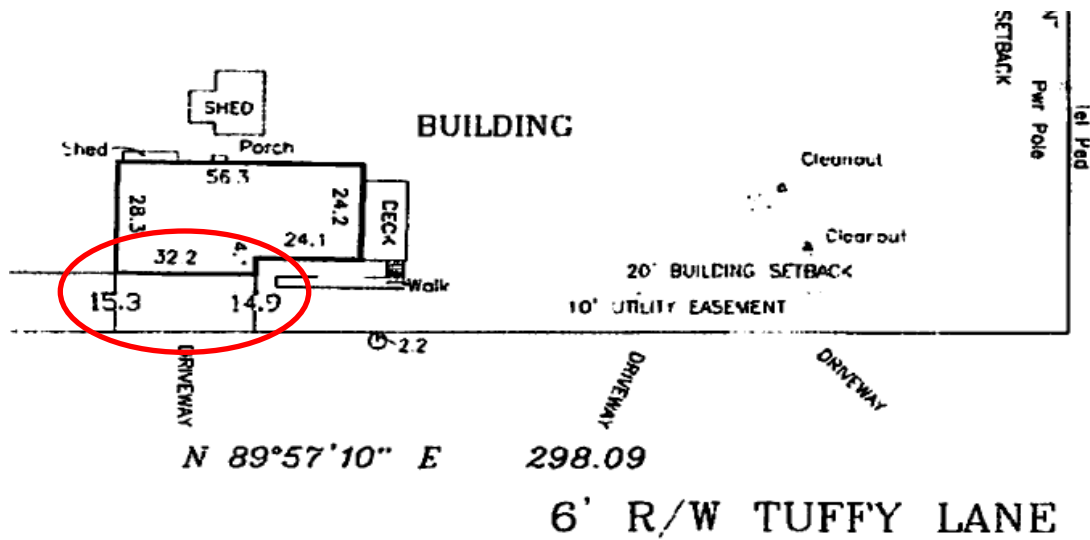 N
SETBACK
Pwr Pole
Tel Ped
SHED
BUILDING
Shed
Porch
56.3
Cleanout
28.3
24.2
DECK
24.1
32.2
Cleanout
20' BUILDING SETBACK
Walk
15.3
14.9
10' UTILITY EASEMENT
2.2
DRIVEWAY
DRIVEWAY
DRIVEWAY
N 89°57'10" E 298.09
6' R/W TUFFY LANE